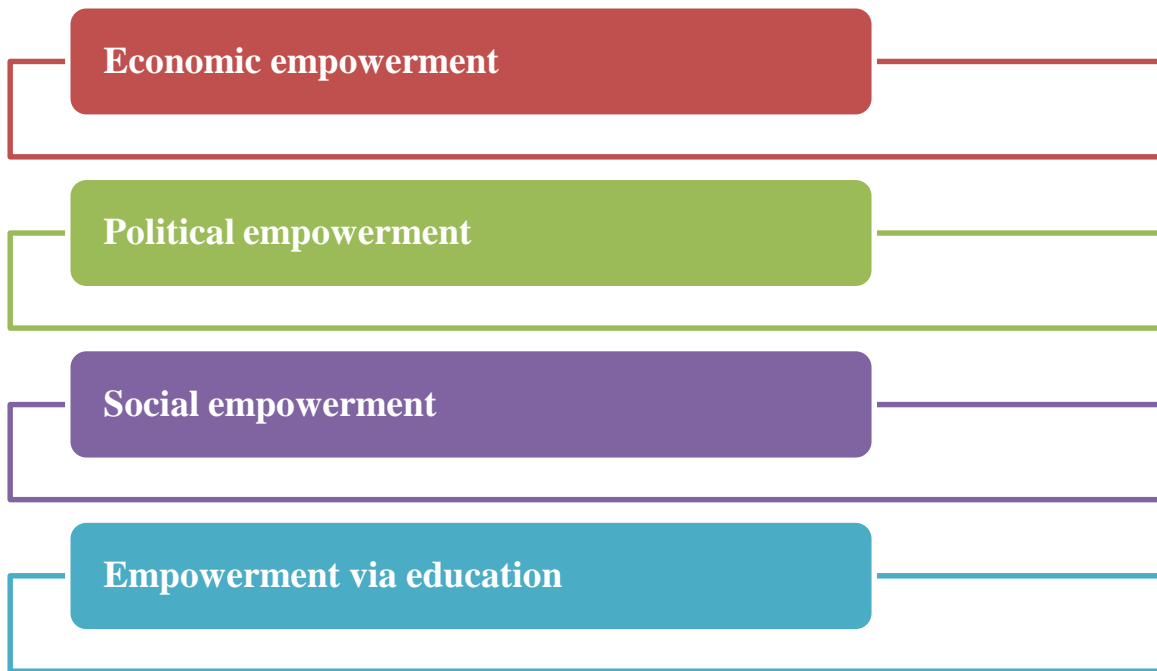 Economic empowerment
Political empowerment
Social empowerment
Empowerment via education